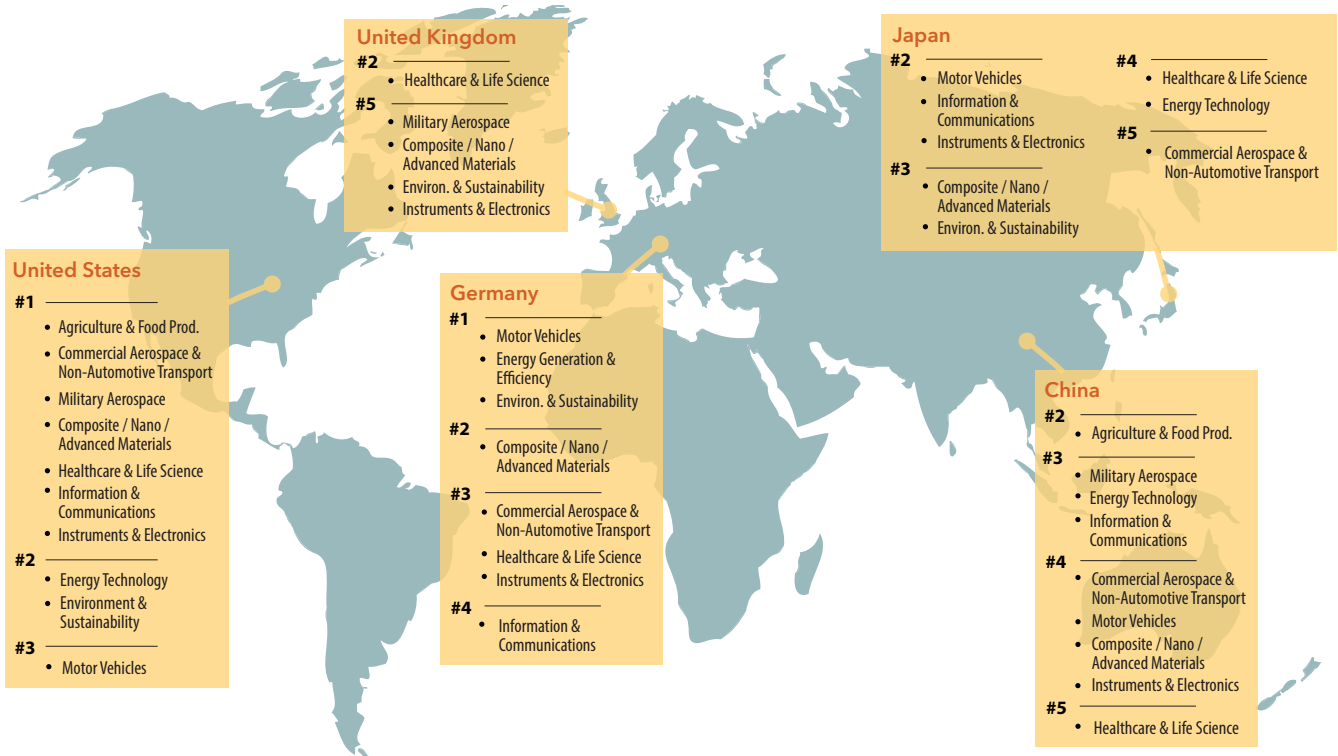 United Kingdom
#2
• Healthcare & Life Science
#5
• Military Aerospace
• Composite / Nano /
Advanced Materials
• Environ. & Sustainability
• Instruments & Electronics
Japan
#2
• Motor Vehicles
• Information &
Communications
• Instruments & Electronics
#3
• Composite / Nano /
Advanced Materials
• Environ. & Sustainability
#4
• Healthcare & Life Science
• Energy Technology
#5
• Commercial Aerospace &
Non-Automotive Transport
United States
#1
• Agriculture & Food Prod.
• Commercial Aerospace &
Non-Automotive Transport
• Military Aerospace
• Composite / Nano /
Advanced Materials
• Healthcare & Life Science
• Information &
Communications
• Instruments & Electronics
#2
• Energy Technology
• Environment &
Sustainability
#3
• Motor Vehicles
Germany
#1
• Motor Vehicles
• Energy Generation &
Efficiency
• Environ. & Sustainability
#2
• Composite / Nano /
Advanced Materials
#3
• Commercial Aerospace &
Non-Automotive Transport
• Healthcare & Life Science
• Instruments & Electronics
#4
• Information &
Communications
China
#2
• Agriculture & Food Prod.
#3
• Military Aerospace
• Energy Technology
• Information &
Communications
#4
• Commercial Aerospace &
Non-Automotive Transport
• Motor Vehicles
• Composite / Nano /
Advanced Materials
• Instruments & Electronics
#5
• Healthcare & Life Science